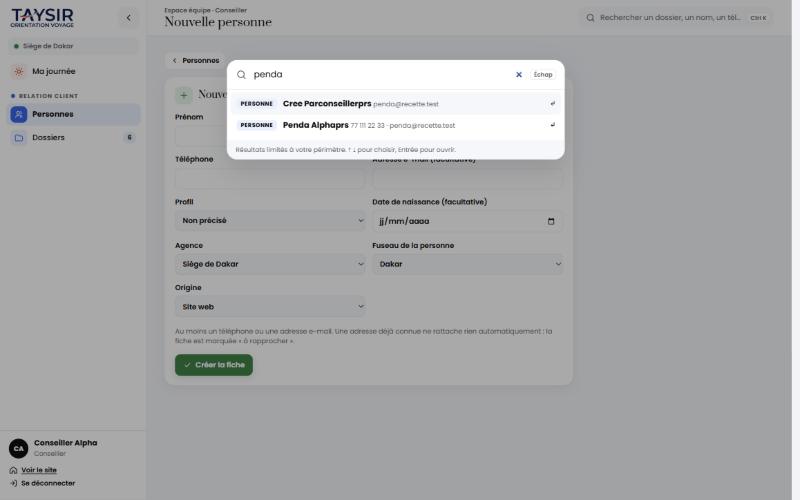 TAYSIR
ORIENTATION VOYAGE
Siège de Dakar
Ma journée
RELATION CLIENT
Personnes
Dossiers 6
Conseiller Alpha
CA
Conseiller
Voir le site
Se déconnecter
Espace équipe · Conseiller
Nouvelle personne
Rechercher un dossier, un nom, un tél… Ctrl K
Personnes
penda Échap
PERSONNE Cree Parconseillerprs penda@recette.test
PERSONNE Penda Alphaprs 77 111 22 33 · penda@recette.test
Résultats limités à votre périmètre. ↑ ↓ pour choisir, Entrée pour ouvrir.
Prénom
Téléphone
Adresse e-mail (facultative)
Profil Date de naissance (facultative)
Non précisé jj/mm/aaaa
Agence Fuseau de la personne
Siège de Dakar Dakar
Origine
Site web
Au moins un téléphone ou une adresse e-mail. Une adresse déjà connue ne rattache rien automatiquement : la
fiche est marquée « à rapprocher ».
Créer la fiche